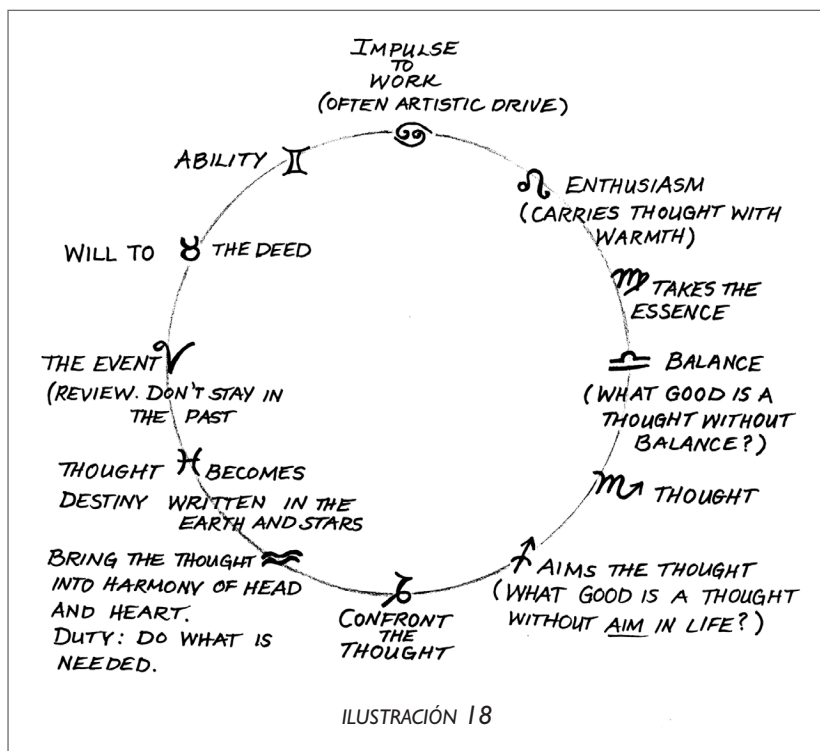 IMPULSE
TO
WORK
(OFTEN ARTISTIC DRIVE)
ENTHUSIASM
(CARRIES THOUGHT WITH
WARMTH)
TAKES THE
ESSENCE
BALANCE
(WHAT GOOD IS A
THOUGHT WITHOUT
BALANCE?)
THOUGHT
AIMS THE THOUGHT
(WHAT GOOD IS A THOUGHT
WITHOUT AIM IN LIFE?)
CONFRONT
THE
THOUGHT
BRING THE THOUGHT
INTO HARMONY OF HEAD
AND HEART.
DUTY: DO WHAT IS
NEEDED.
THOUGHT BECOMES
DESTINY WRITTEN IN THE
EARTH AND STARS
THE EVENT
(REVIEW. DON'T STAY IN
THE PAST
WILL TO THE DEED
ABILITY
ILUSTRACIÓN 18